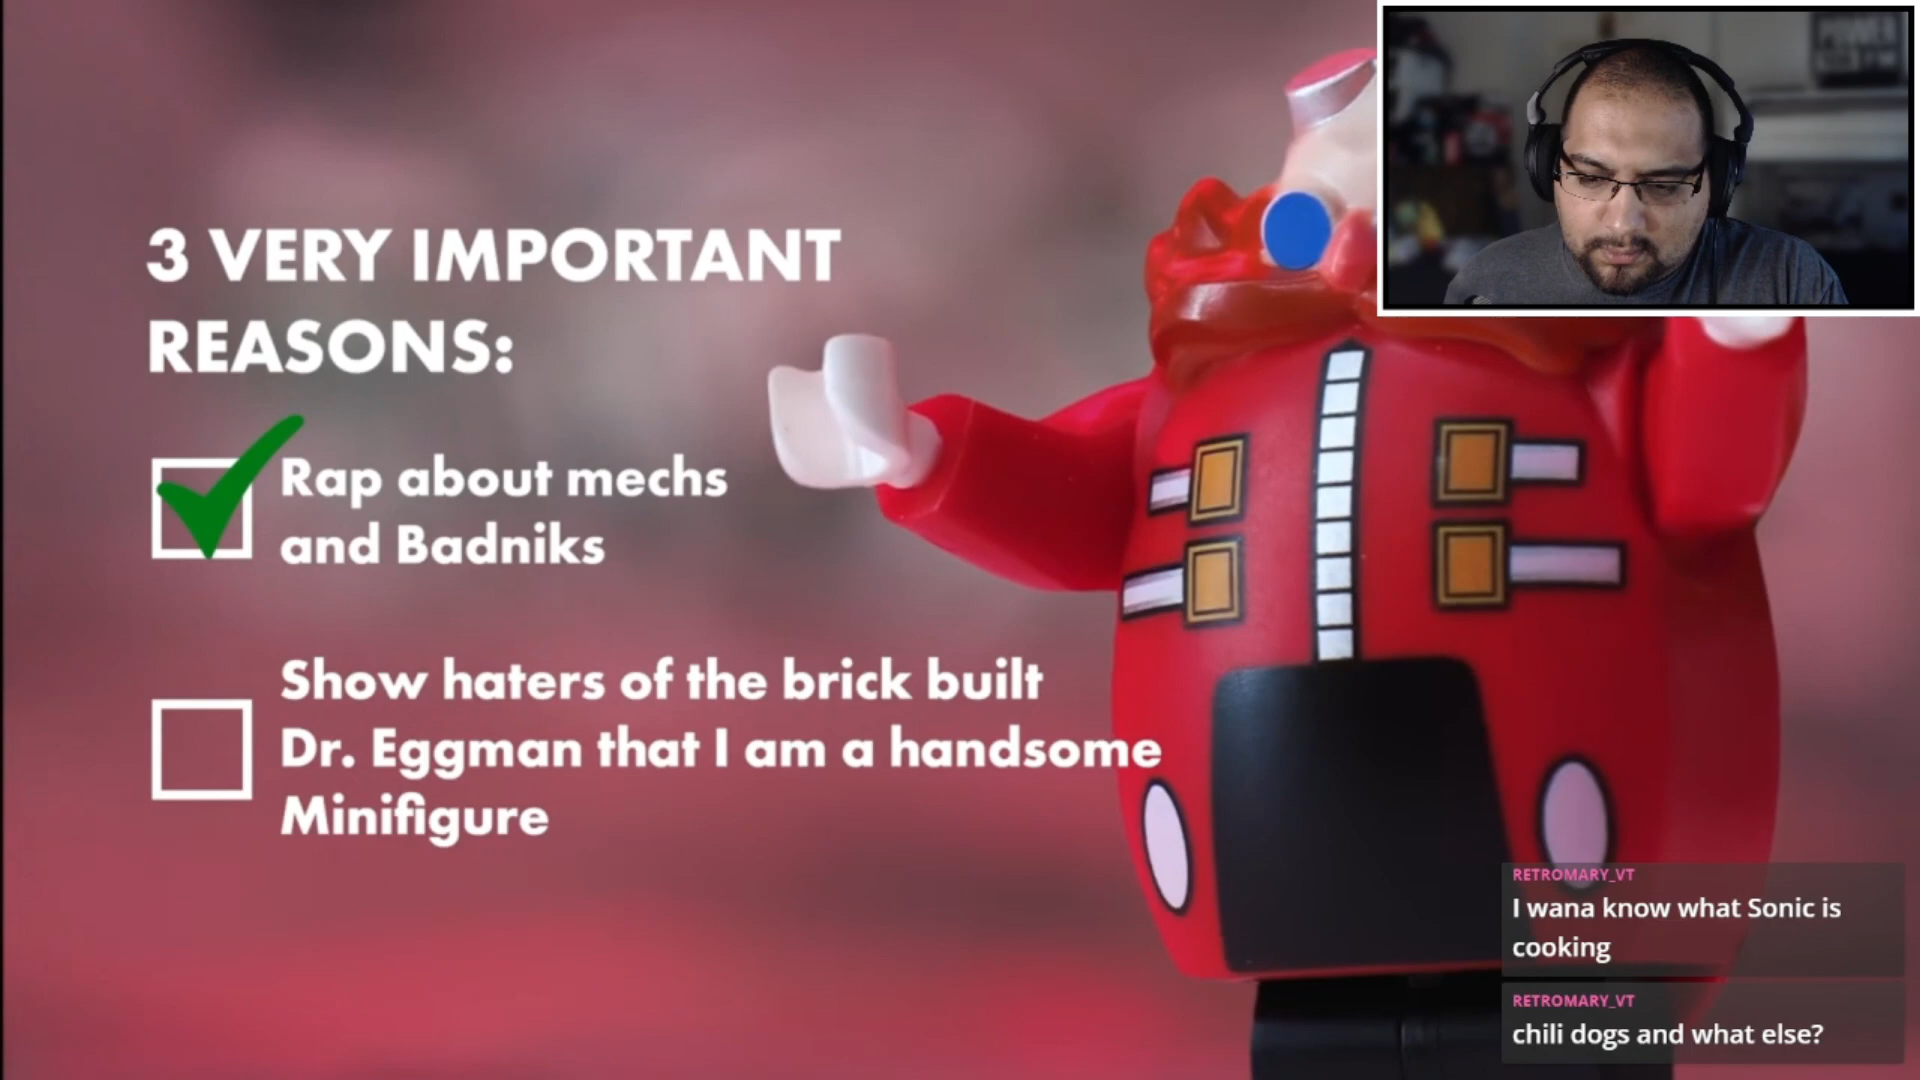 3 VERY IMPORTANT
REASONS:
Rap about mechs
and Badniks
Show haters of the brick built
Dr. Eggman that I am a handsome
Minifigure
RETROMARY_VT
I wana know what Sonic is
cooking
RETROMARY_VT
chili dogs and what else?